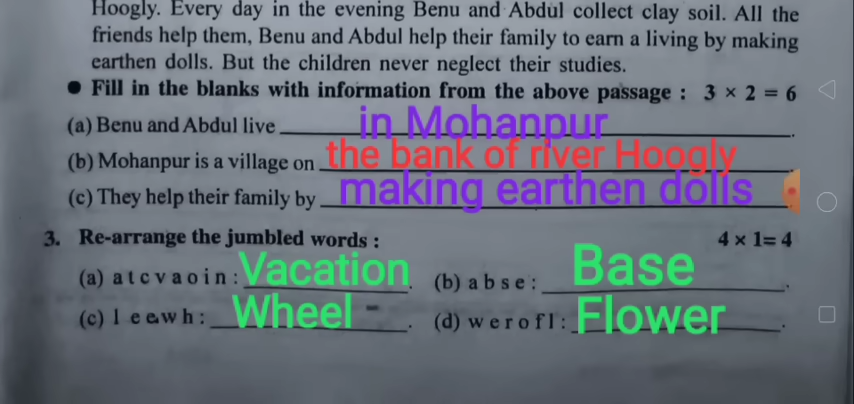 Hoogly. Every day in the evening Benu and Abdul collect clay soil. All the
friends help them, Benu and Abdul help their family to earn a living by making
earthen dolls. But the children never neglect their studies.
● Fill in the blanks with information from the above passage : 3 × 2 = 6
(a) Benu and Abdul live in Mohanpur.
(b) Mohanpur is a village on the bank of river Hoogly
(c) They help their family by making earthen dolls
3. Re-arrange the jumbled words : 4 × 1= 4
(a) a t c v a o i n : Vacation. (b) a b s e : Base.
(c) l e e w h : Wheel. (d) w e r o f l : Flower.